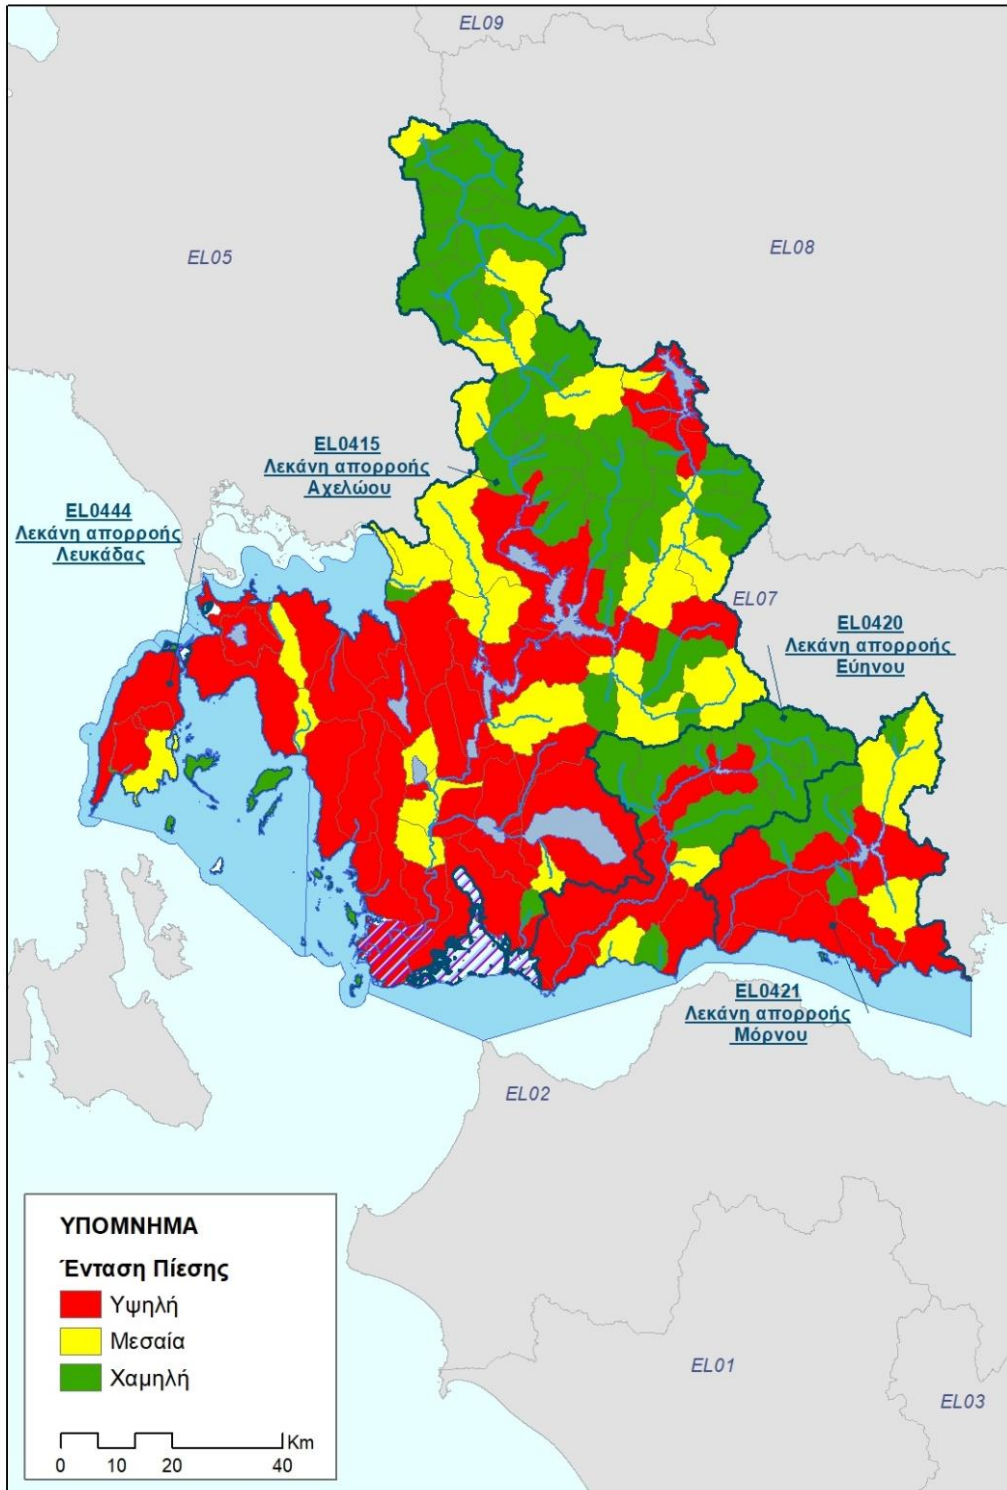 EL09
EL05
EL08
EL0415
Λεκάνη απορροής
Αχελώου
EL0444
Λεκάνη απορροής
Λευκάδας
EL07
EL0420
Λεκάνη απορροής
Εύηνου
EL0421
Λεκάνη απορροής
Μόρνου
EL02
ΥΠΟΜΝΗΜΑ
Ένταση Πίεσης
Υψηλή
Μεσαία
Χαμηλή
Km
0 10 20 40
EL01
EL03